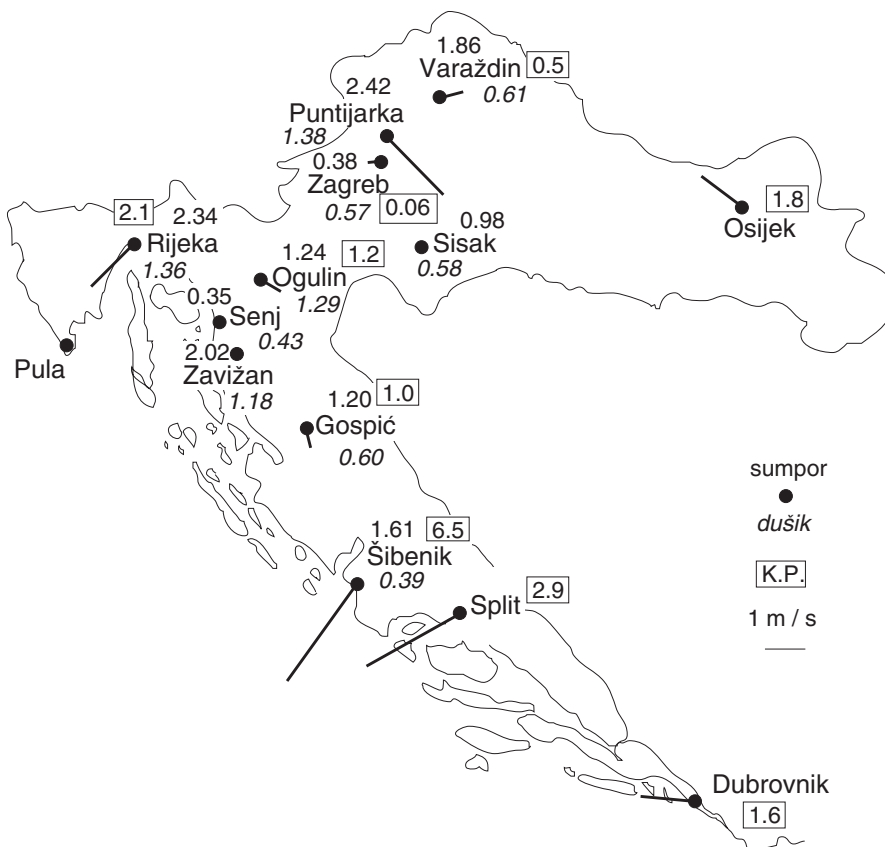 1.86
Varaždin 0.5
0.61
2.42
Puntijarka
1.38
0.38
Zagreb
0.57 0.06
1.8
Osijek
2.1 2.34
Rijeka
1.36
0.98
Sisak
0.58
1.24 1.2
Ogulin
1.29
0.35
Senj
0.43
Pula
2.02
Zavižan
1.18
1.20 1.0
Gospić
0.60
1.61 6.5
Šibenik
0.39
Split 2.9
Dubrovnik
1.6
sumpor
dušik
K.P.
1 m / s